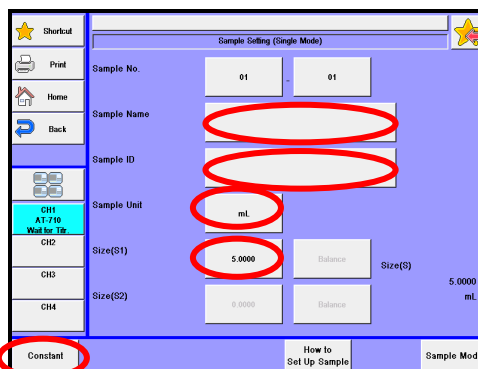 Shortcut
Print
Home
Back
CH1
AT-710
Wait for Titr.
CH2
CH3
CH4
Sample Setting (Single Mode)
Sample No. 01 - 01
Sample Name
Sample ID
Sample Unit mL
Size(S1) 5.0000 Balance Size(S)
5.0000
Size(S2) 0.0000 Balance mL
Constant
How to
Set Up Sample
Sample Mod